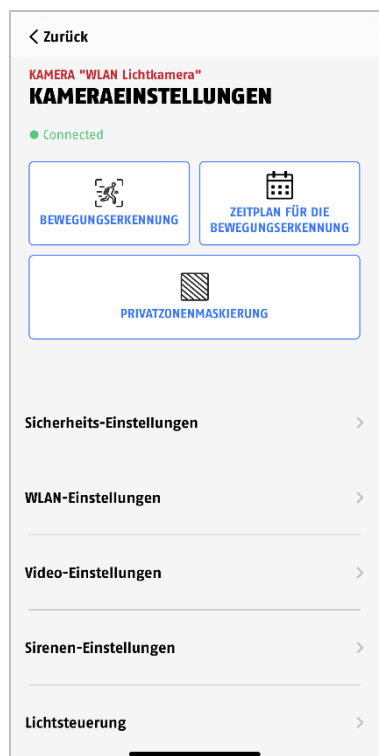 Zurück
KAMERA "WLAN Lichtkamera"
KAMERAEINSTELLUNGEN
Connected
BEWEGUNGSERKENNUNG
ZEITPLAN FÜR DIE
BEWEGUNGSERKENNUNG
PRIVATZONENMASKIERUNG
Sicherheits-Einstellungen
WLAN-Einstellungen
Video-Einstellungen
Sirenen-Einstellungen
Lichtsteuerung